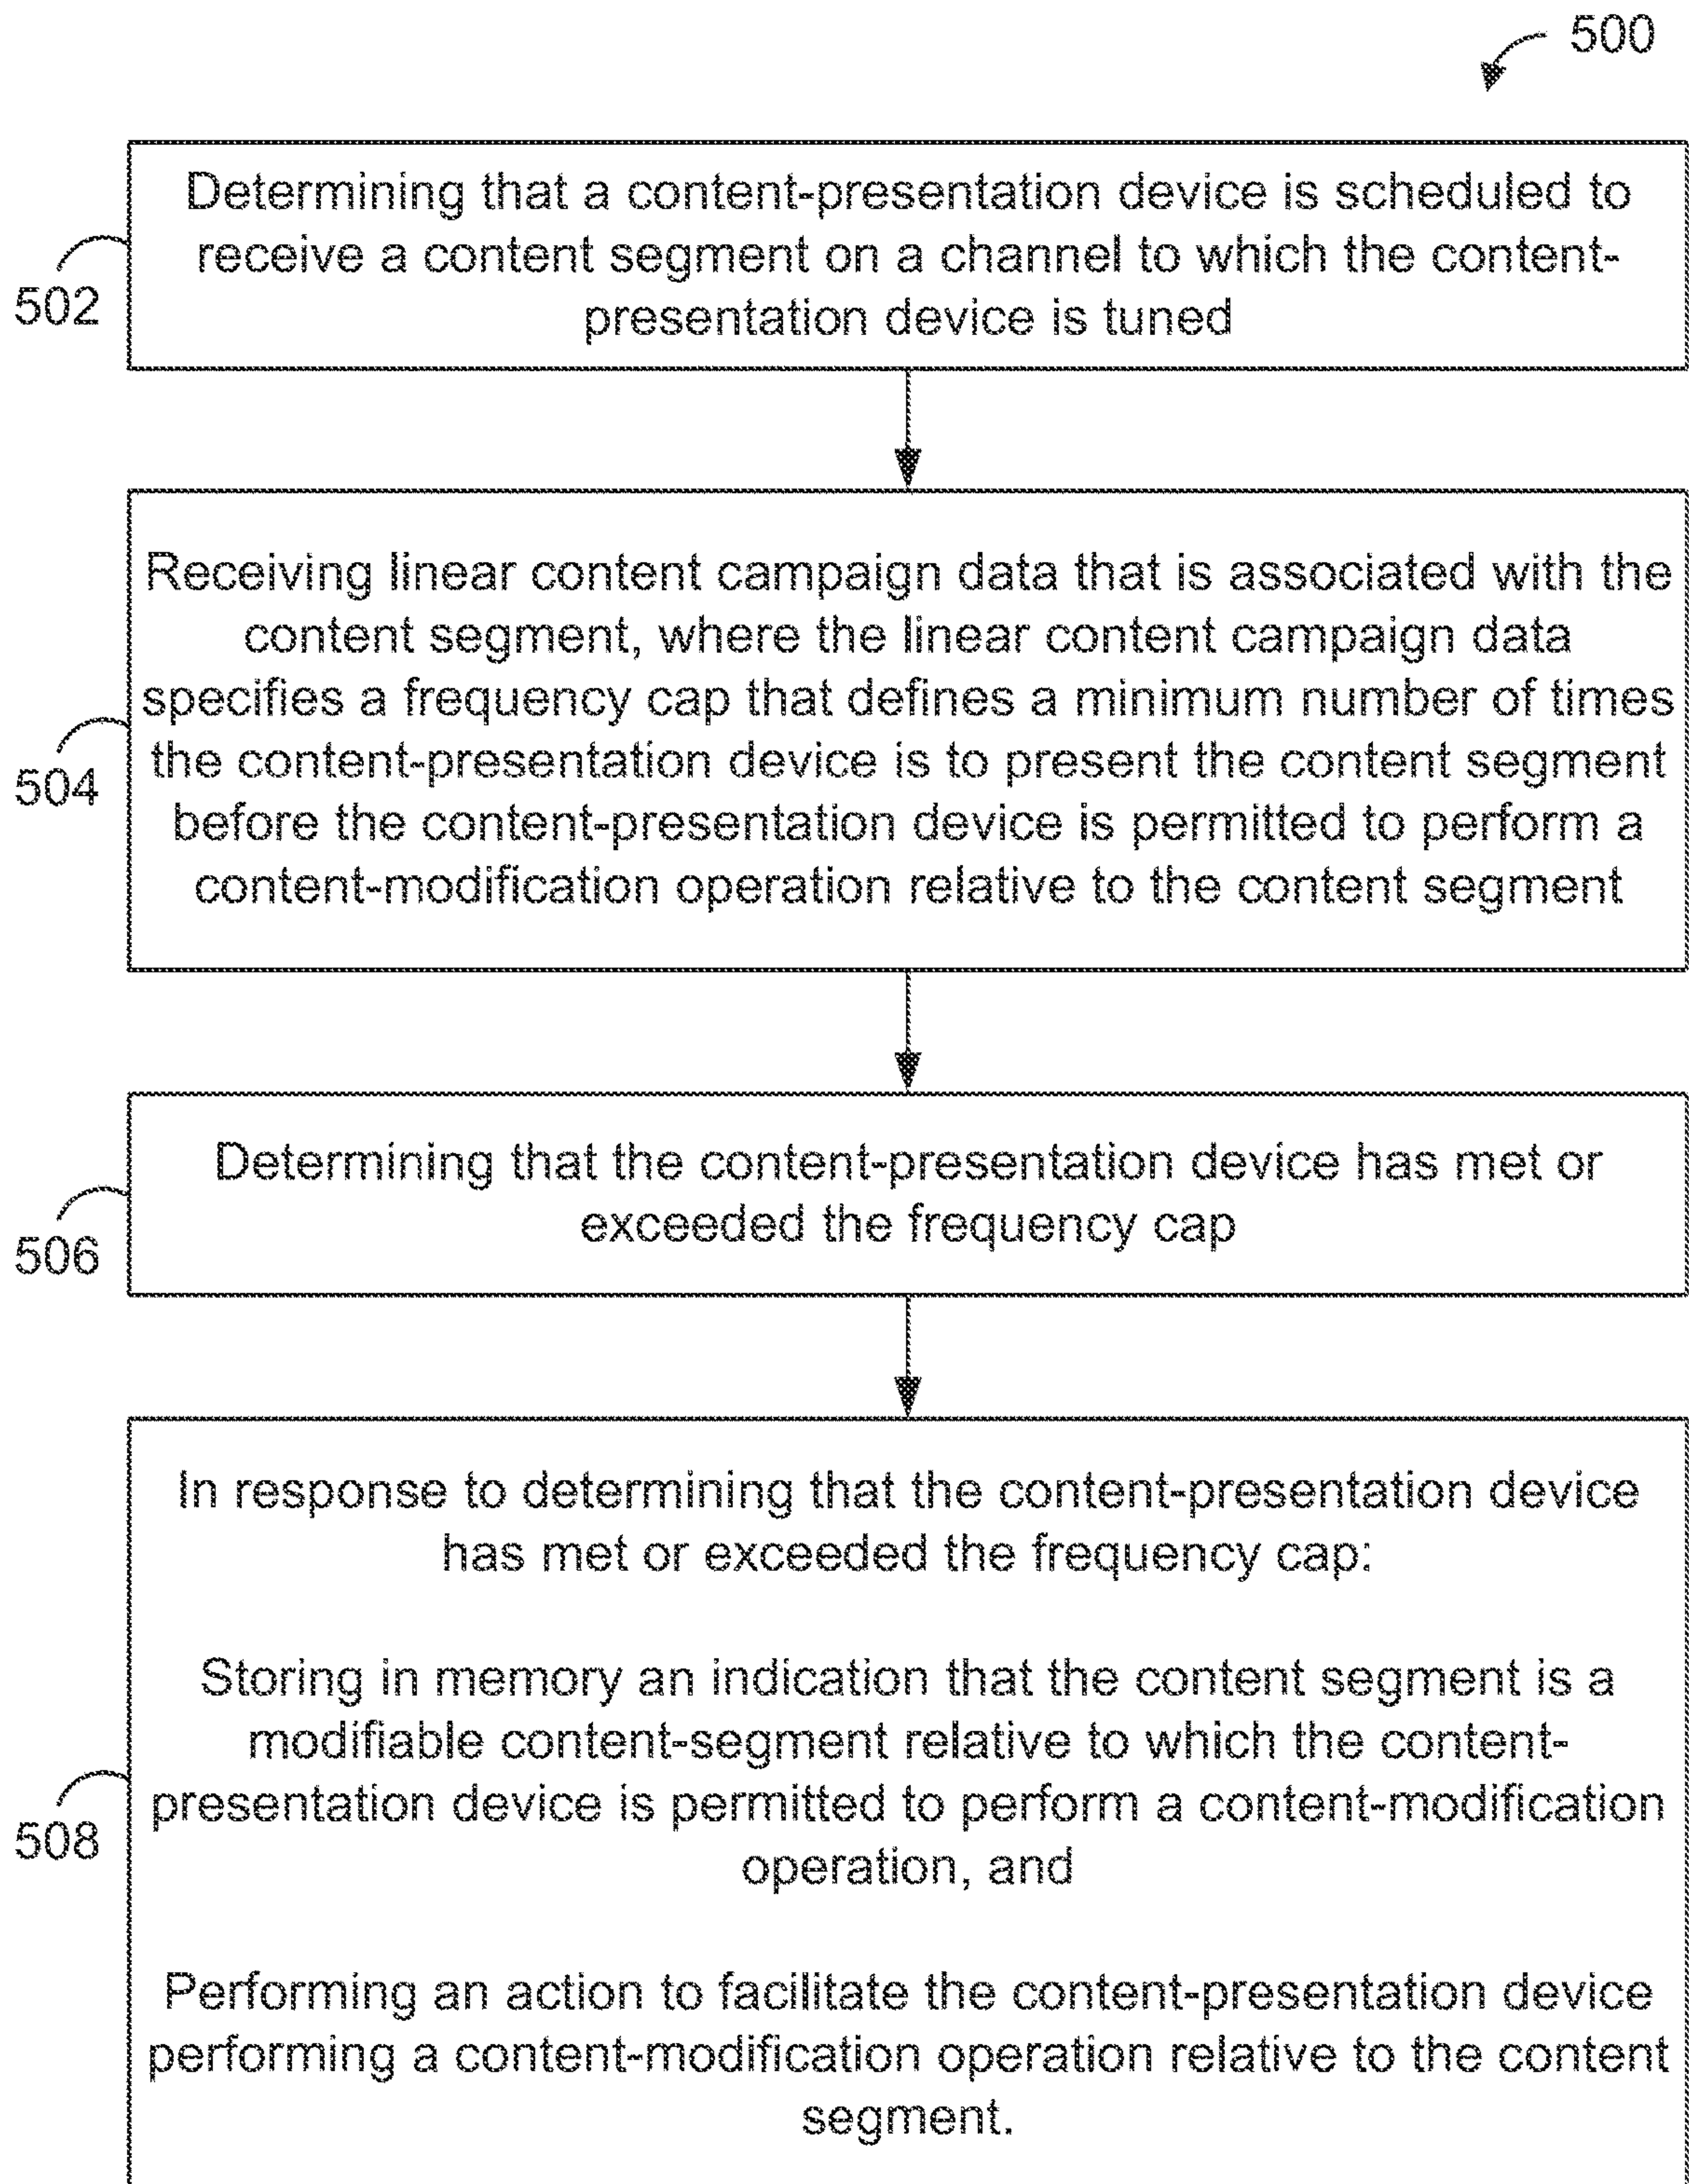 500
Determining that a content-presentation device is scheduled to
receive a content segment on a channel to which the content-
presentation device is tuned
502
Receiving linear content campaign data that is associated with the
content segment, where the linear content campaign data
specifies a frequency cap that defines a minimum number of times
the content-presentation device is to present the content segment
before the content-presentation device is permitted to perform a
content-modification operation relative to the content segment
504
Determining that the content-presentation device has met or
exceeded the frequency cap
506
In response to determining that the content-presentation device
has met or exceeded the frequency cap:
Storing in memory an indication that the content segment is a
modifiable content-segment relative to which the content-
presentation device is permitted to perform a content-modification
operation, and
508
Performing an action to facilitate the content-presentation device
performing a content-modification operation relative to the content
segment.